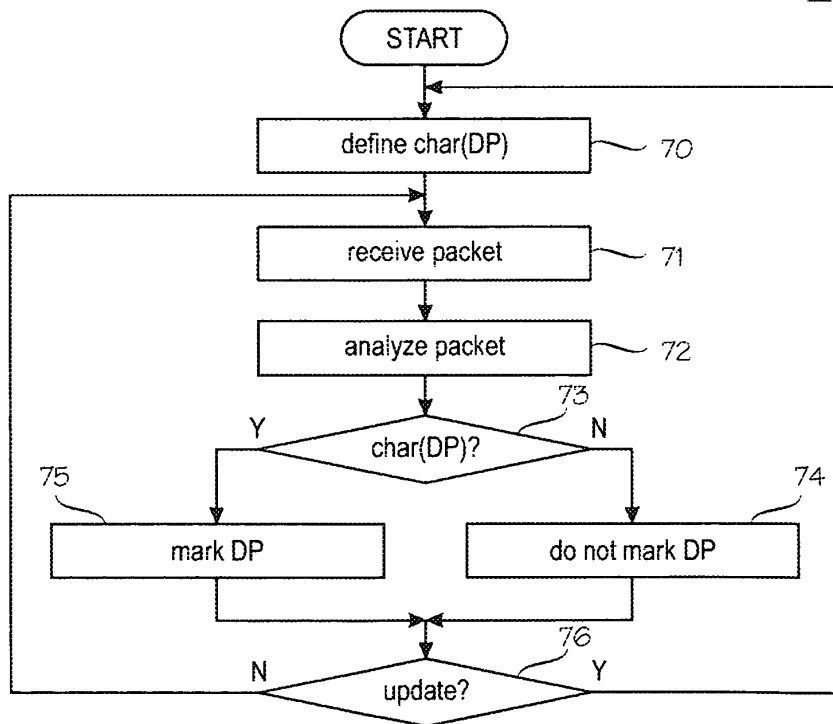 START
define char(DP) 70
receive packet 71
analyze packet 72
73
Y char(DP)? N
75 74
mark DP do not mark DP
76
N update? Y